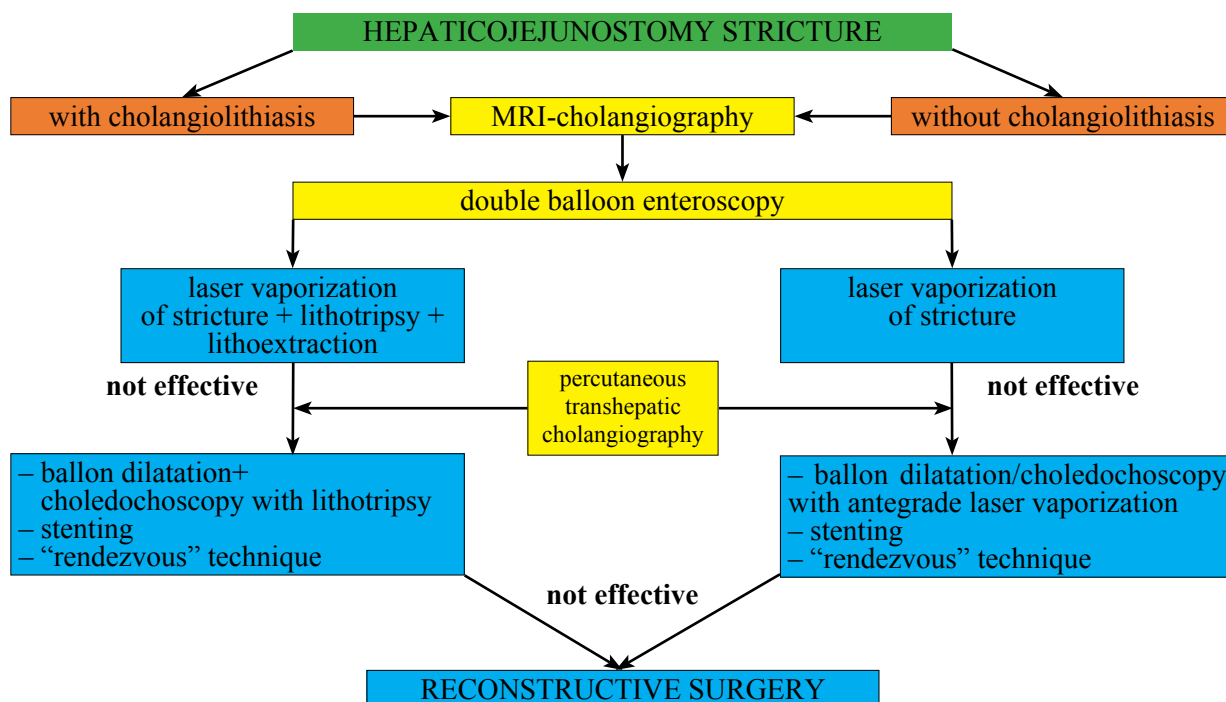 HEPATICOJEJUNOSTOMY STRICTURE
with cholangiolithiasis
MRI-cholangiography
without cholangiolithiasis
double balloon enteroscopy
laser vaporization
of stricture + lithotripsy +
lithoextraction
laser vaporization
of stricture
not effective
percutaneous
transhepatic
cholangiography
not effective
– ballon dilatation+
choledochoscopy with lithotripsy
– stenting
– “rendezvous” technique
– ballon dilatation/choledochoscopy
with antegrade laser vaporization
– stenting
– “rendezvous” technique
not effective
RECONSTRUCTIVE SURGERY